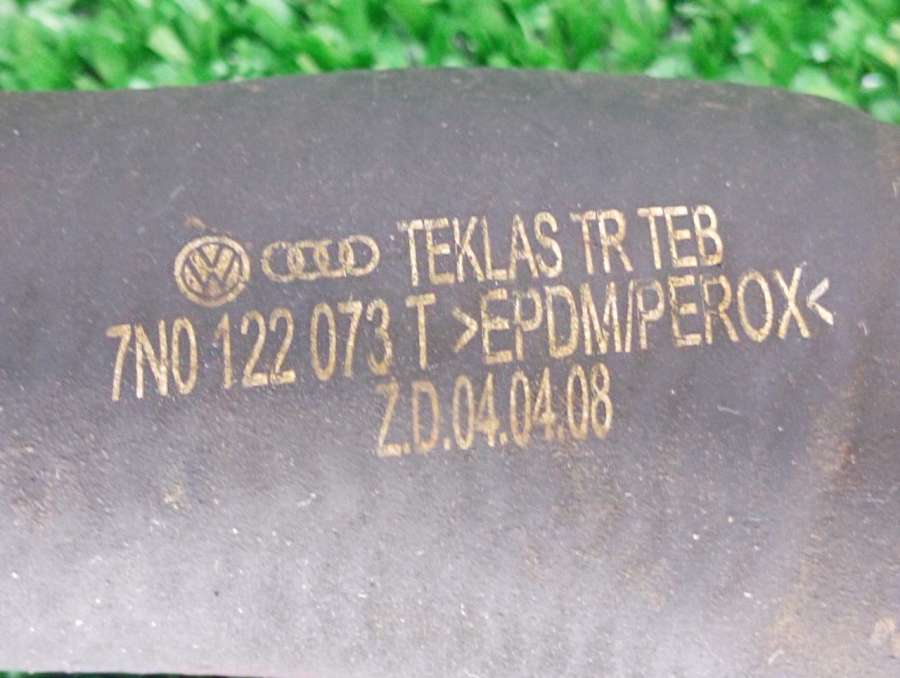 TEKLAS TR TEB
7N0 122 073 T >EPDM/PEROX<
Z.D.04.04.08